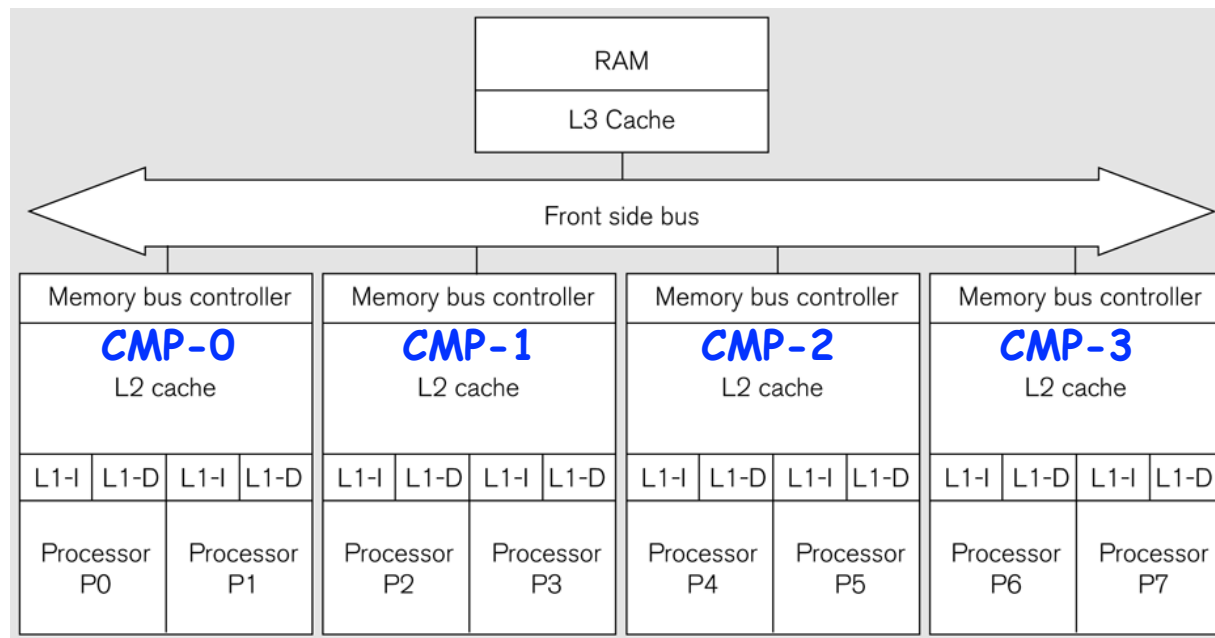 RAM
L3 Cache
Front side bus
Memory bus controller Memory bus controller Memory bus controller Memory bus controller
CMP-0 CMP-1 CMP-2 CMP-3
L2 cache L2 cache L2 cache L2 cache
L1-I L1-D L1-I L1-D L1-I L1-D L1-I L1-D L1-I L1-D L1-I L1-D L1-I L1-D L1-I L1-D
Processor Processor Processor Processor Processor Processor Processor Processor
P0 P1 P2 P3 P4 P5 P6 P7